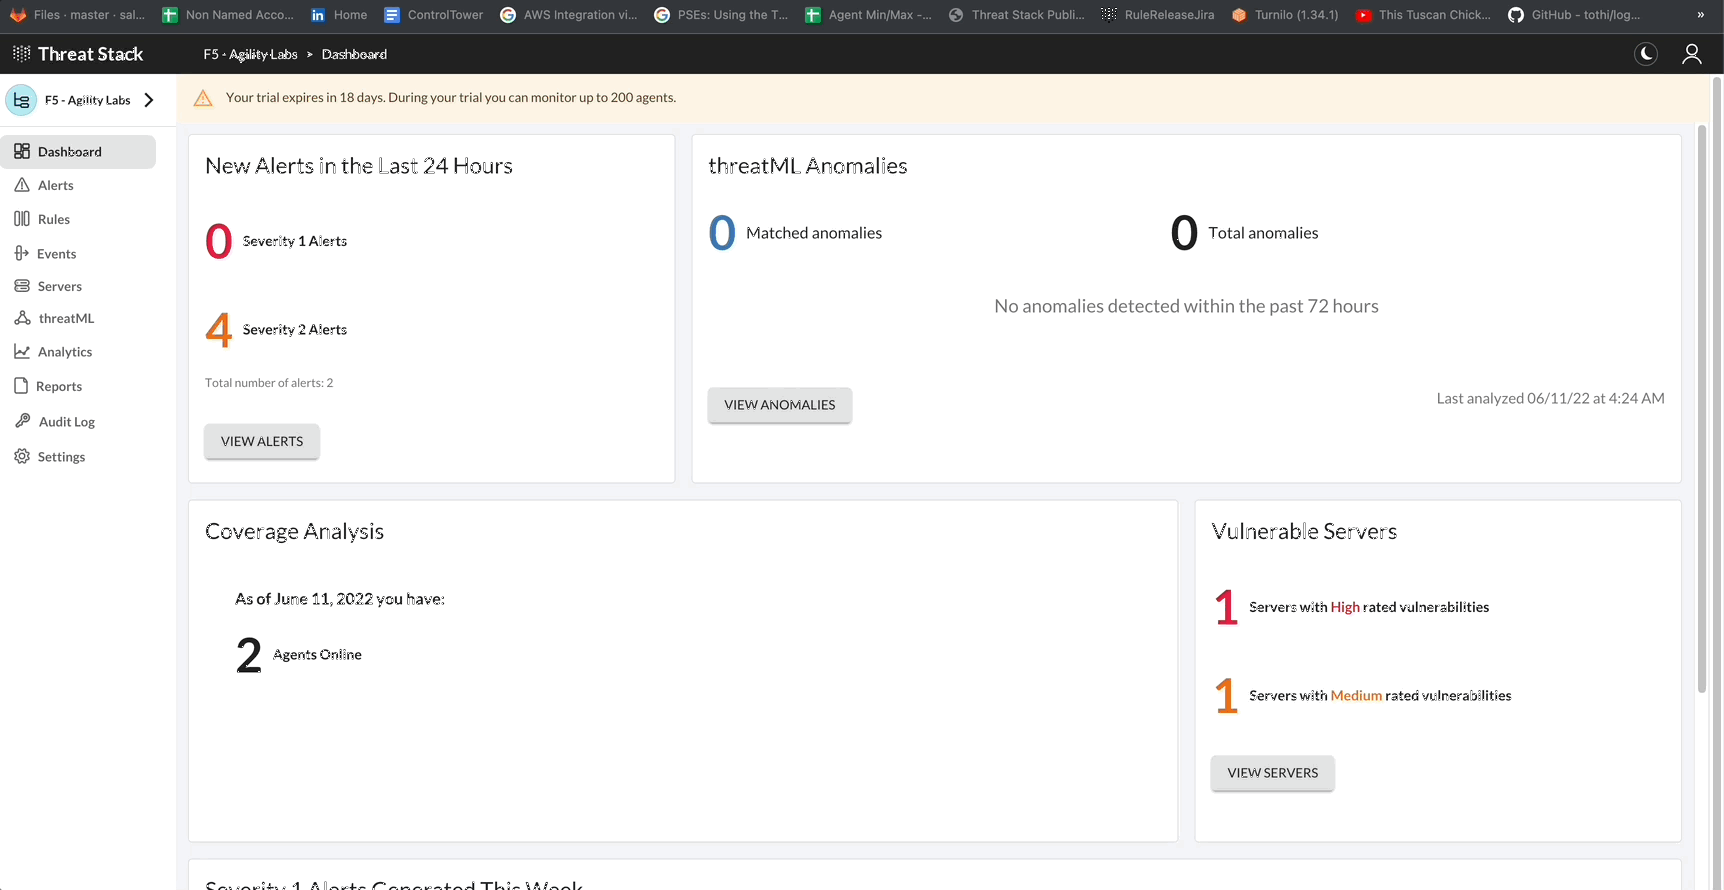 Files · master · sal...
Non Named Acco...
Home
ControlTower
AWS Integration vi...
PSEs: Using the T...
Agent Min/Max -...
Threat Stack Publi...
RuleReleaseJira
Turnilo (1.34.1)
This Tuscan Chick...
GitHub - tothi/log...
»
Threat Stack
F5 - Agility Labs > Dashboard
F5 - Agility Labs
Your trial expires in 18 days. During your trial you can monitor up to 200 agents.
Dashboard
Alerts
Rules
Events
Servers
threatML
Analytics
Reports
Audit Log
Settings
New Alerts in the Last 24 Hours
0 Severity 1 Alerts
4 Severity 2 Alerts
Total number of alerts: 2
VIEW ALERTS
threatML Anomalies
0 Matched anomalies
0 Total anomalies
No anomalies detected within the past 72 hours
VIEW ANOMALIES
Last analyzed 06/11/22 at 4:24 AM
Coverage Analysis
As of June 11, 2022 you have:
2 Agents Online
Vulnerable Servers
1 Servers with High rated vulnerabilities
1 Servers with Medium rated vulnerabilities
VIEW SERVERS
Severity 1 Alerts Generated This Week